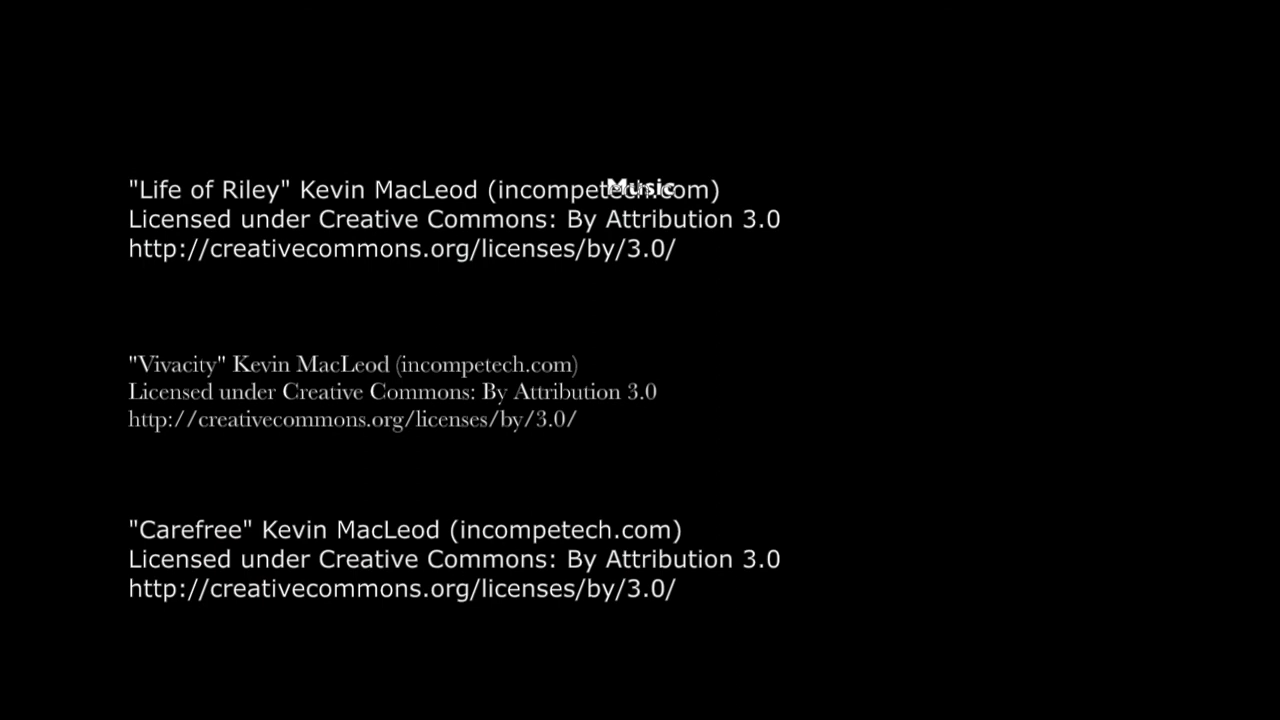 Music
"Life of Riley" Kevin MacLeod (incompetech.com)
Licensed under Creative Commons: By Attribution 3.0
http://creativecommons.org/licenses/by/3.0/
"Vivacity" Kevin MacLeod (incompetech.com)
Licensed under Creative Commons: By Attribution 3.0
http://creativecommons.org/licenses/by/3.0/
"Carefree" Kevin MacLeod (incompetech.com)
Licensed under Creative Commons: By Attribution 3.0
http://creativecommons.org/licenses/by/3.0/